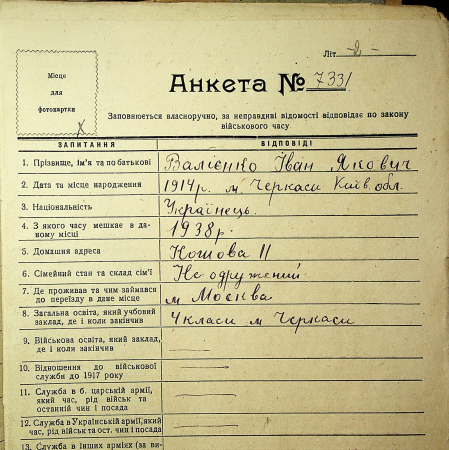 Літ -в-
Місце
для
фотокартки
Анкета № 7331
Заповнюється власноручно, за неправдиві відомості відповідає по закону
військового часу
ЗАПИТАННЯ ВІДПОВІДІ
1. Прізвище, ім'я та по батькові Валієнко Іван Якович
2. Дата та місце народження 1914 р. м. Черкаси Київ. обл.
3. Національність Українець.
4. З якого часу мешкає в даному місці 1938 р.
5. Домашня адреса Кошова 11
6. Сімейний стан та склад сім'ї Не одружений
7. Де проживав та чим займався
до переїзду в дане місце м Москва
8. Загальна освіта, який учбовий
заклад, де і коли закінчив 4 класи м Черкаси
9. Військова освіта, який заклад,
де і коли закінчив
10. Відношення до військової
служби до 1917 року
11. Служба в б. царській армії,
який час, рід військ та
останній чин і посада
12. Служба в Українській армії, який
час, рід військ та ост. чин і посада
13. Служба в інших арміях (за ви-